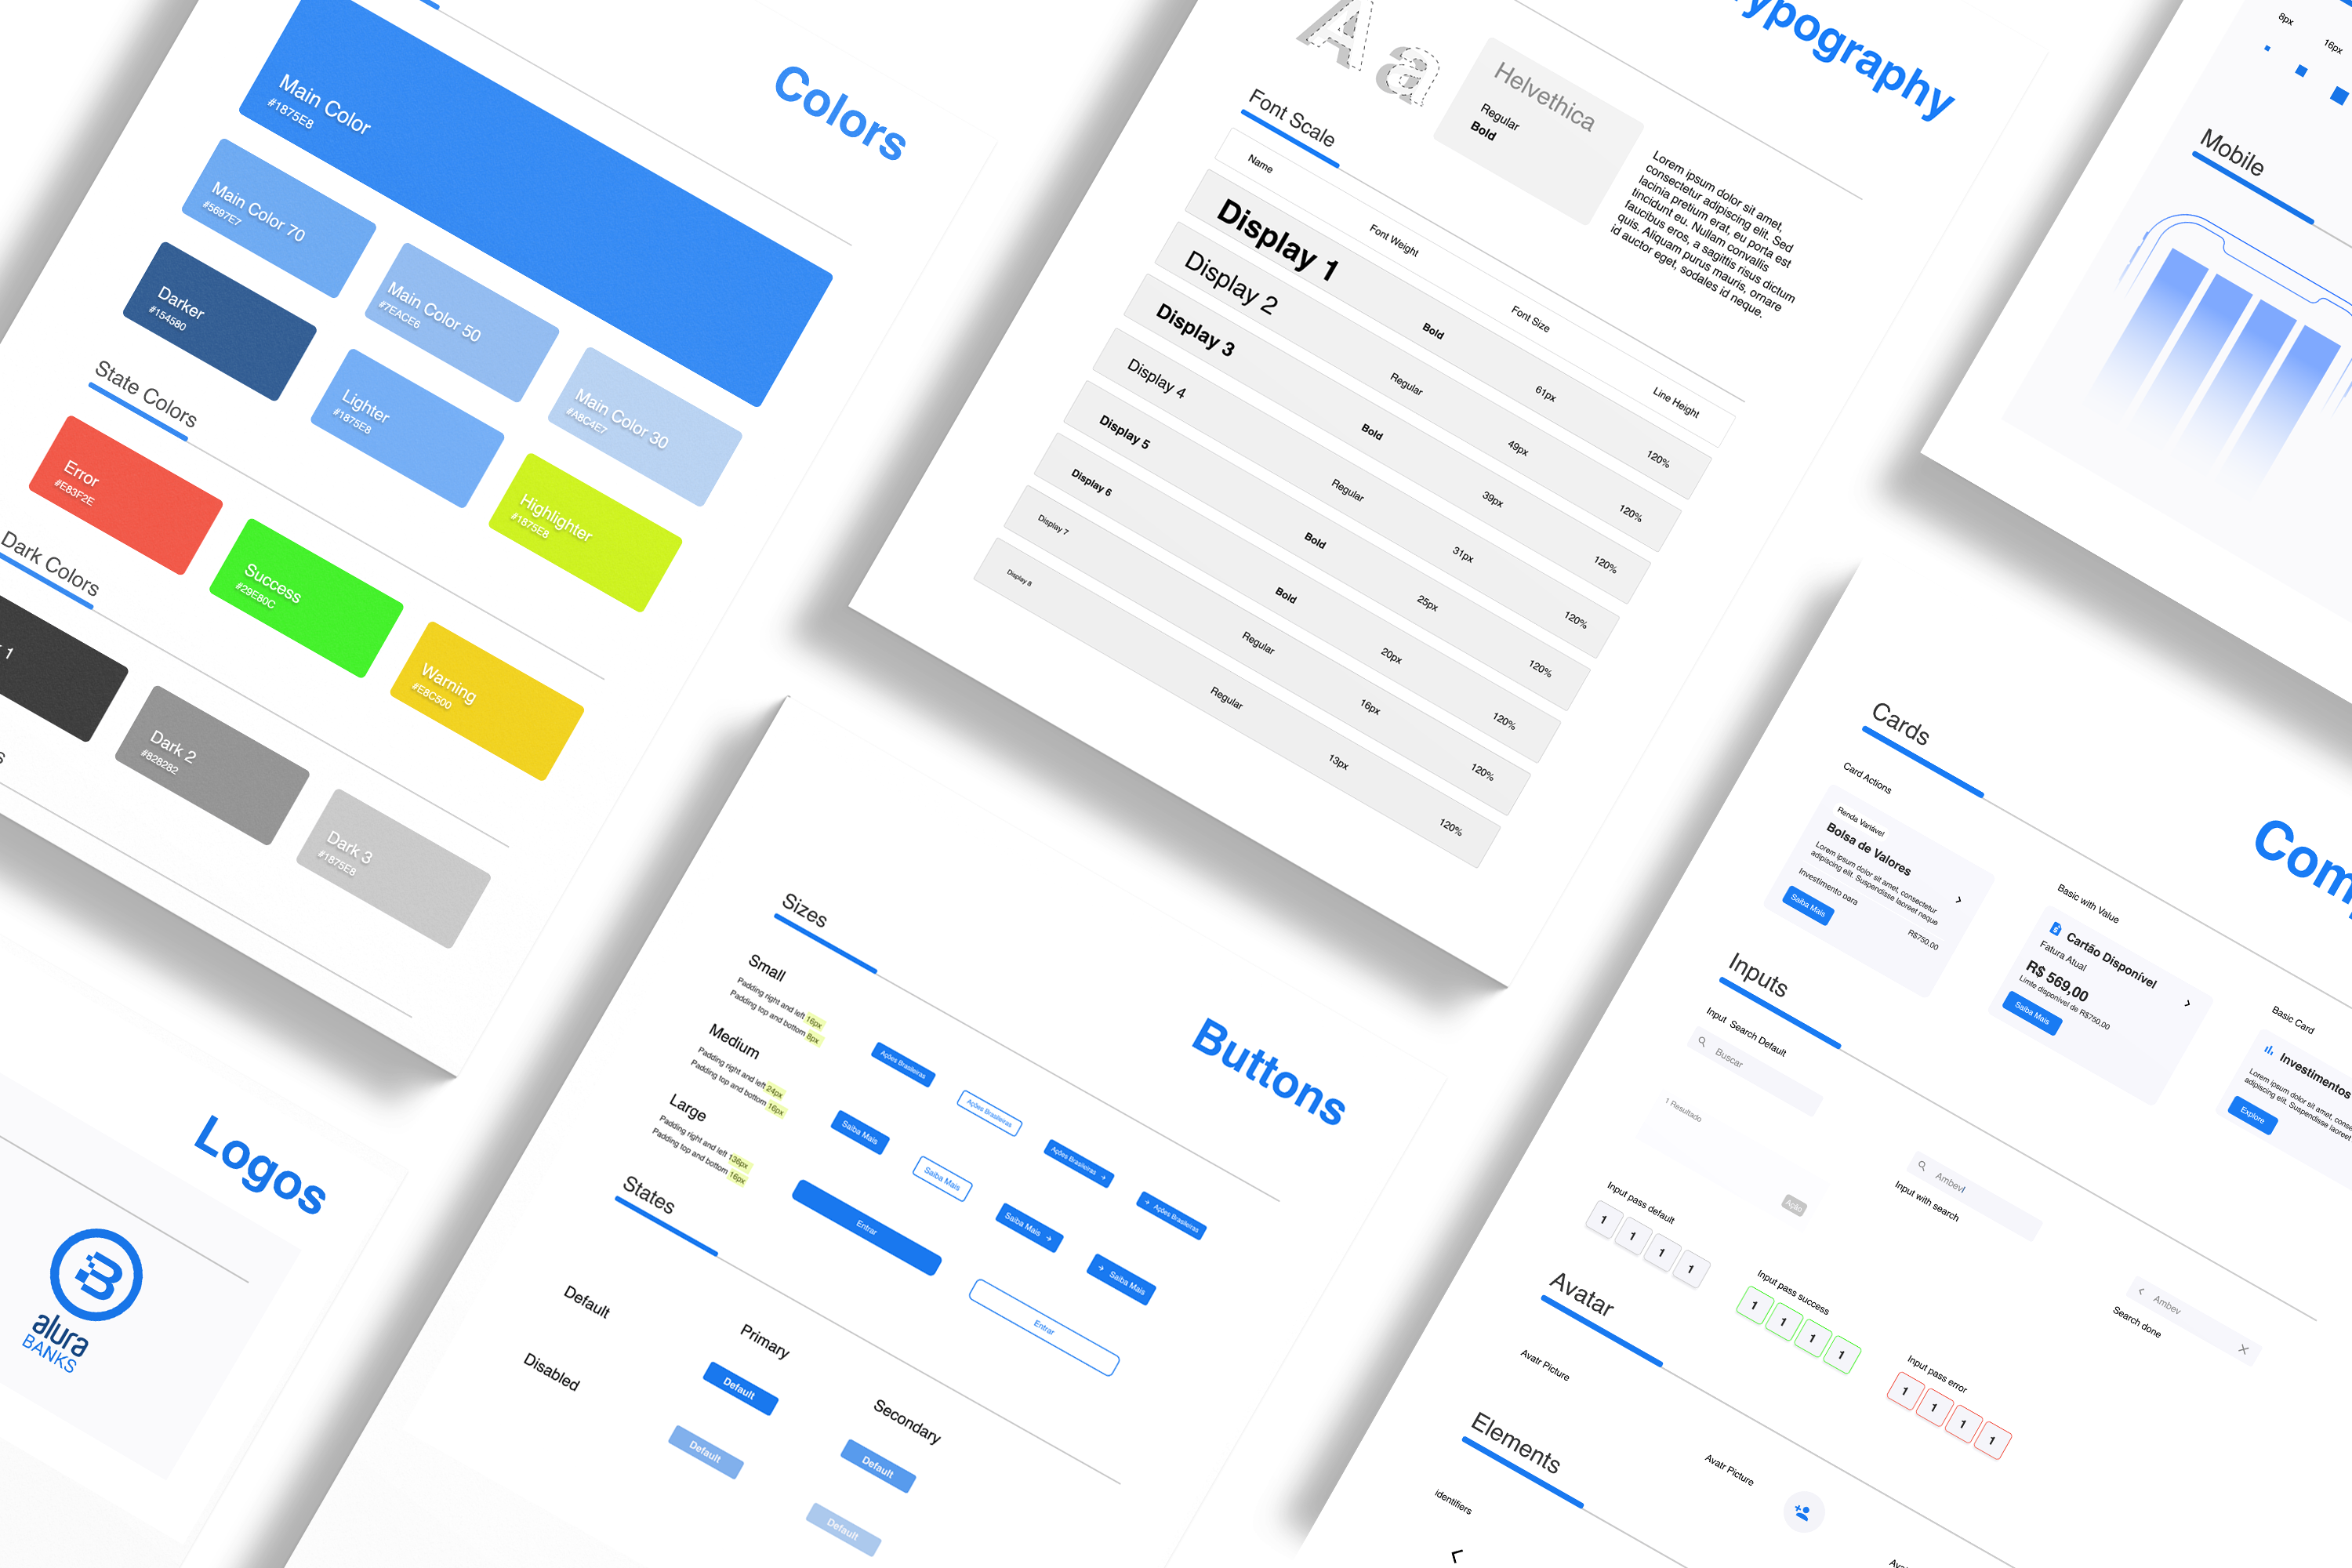 Colors
Main Color
#1875E8
Main Color 70
#5697E7
Main Color 50
#7EACE6
Main Color 30
#A8C4E7
Darker
#154580
Lighter
#1875E8
Highlighter
#1875E8
State Colors
Error
#E83F2E
Success
#29E80C
Warning
#E8C500
Dark Colors
1
Dark 2
#828282
Dark 3
#1875E8
s
ypography
Aa
Helvethica
Regular
Bold
Lorem ipsum dolor sit amet,
consectetur adipiscing elit. Sed
lacinia pretium erat, eu porta est
tincidunt eu. Nullam convallis
faucibus eros, a sagittis risus dictum
quis. Aliquam purus mauris, ornare
id auctor eget, sodales id neque.
Font Scale
Name Font Weight Font Size Line Height
Display 1 Bold 61px 120%
Display 2 Regular 49px 120%
Display 3 Bold 39px 120%
Display 4 Regular 31px 120%
Display 5 Bold 25px 120%
Display 6 Bold 20px 120%
Display 7 Regular 16px 120%
Display 8 Regular 13px 120%
8px
16px
Mobile
Logos
alura
BANKS
Buttons
Sizes
Small
Padding right and left 16px
Padding top and bottom 8px
Ações Brasileiras
Ações Brasileiras
Ações Brasileiras →
→ Ações Brasileiras
Medium
Padding right and left 24px
Padding top and bottom 16px
Saiba Mais
Saiba Mais
Saiba Mais →
→ Saiba Mais
Large
Padding right and left 136px
Padding top and bottom 16px
Entrar
Entrar
States
Primary
Secondary
Default
Default
Default
Disabled
Default
Default
Com
Cards
Card Actions
Renda Variável
Bolsa de Valores
Lorem ipsum dolor sit amet, consectetur
adipiscing elit. Suspendisse laoreet neque
Investimento para
R$750.00
Saiba Mais
Basic with Value
Cartão Disponível
Fatura Atual
R$ 569,00
Limte disponível de R$750.00
Saiba Mais
Basic Card
Investimentos
Lorem ipsum dolor sit amet, conse
adipiscing elit. Suspendisse laoreet
Explore
Inputs
Input Search Default
Buscar
1 Resultado
Ação
Ambevl
Input with search
Ambev
Search done
Input pass default
1 1 1 1
Input pass success
1 1 1 1
Input pass error
1 1 1 1
Avatar
Avatr Picture
Avatr Picture
Elements
identifiers